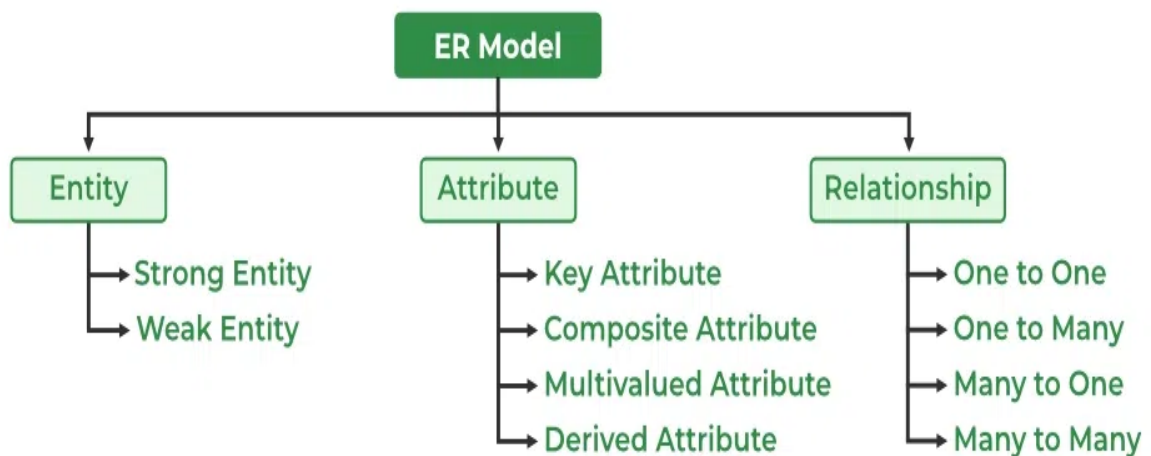 ER Model
Entity
Attribute
Relationship
Strong Entity
Weak Entity
Key Attribute
Composite Attribute
Multivalued Attribute
Derived Attribute
One to One
One to Many
Many to One
Many to Many